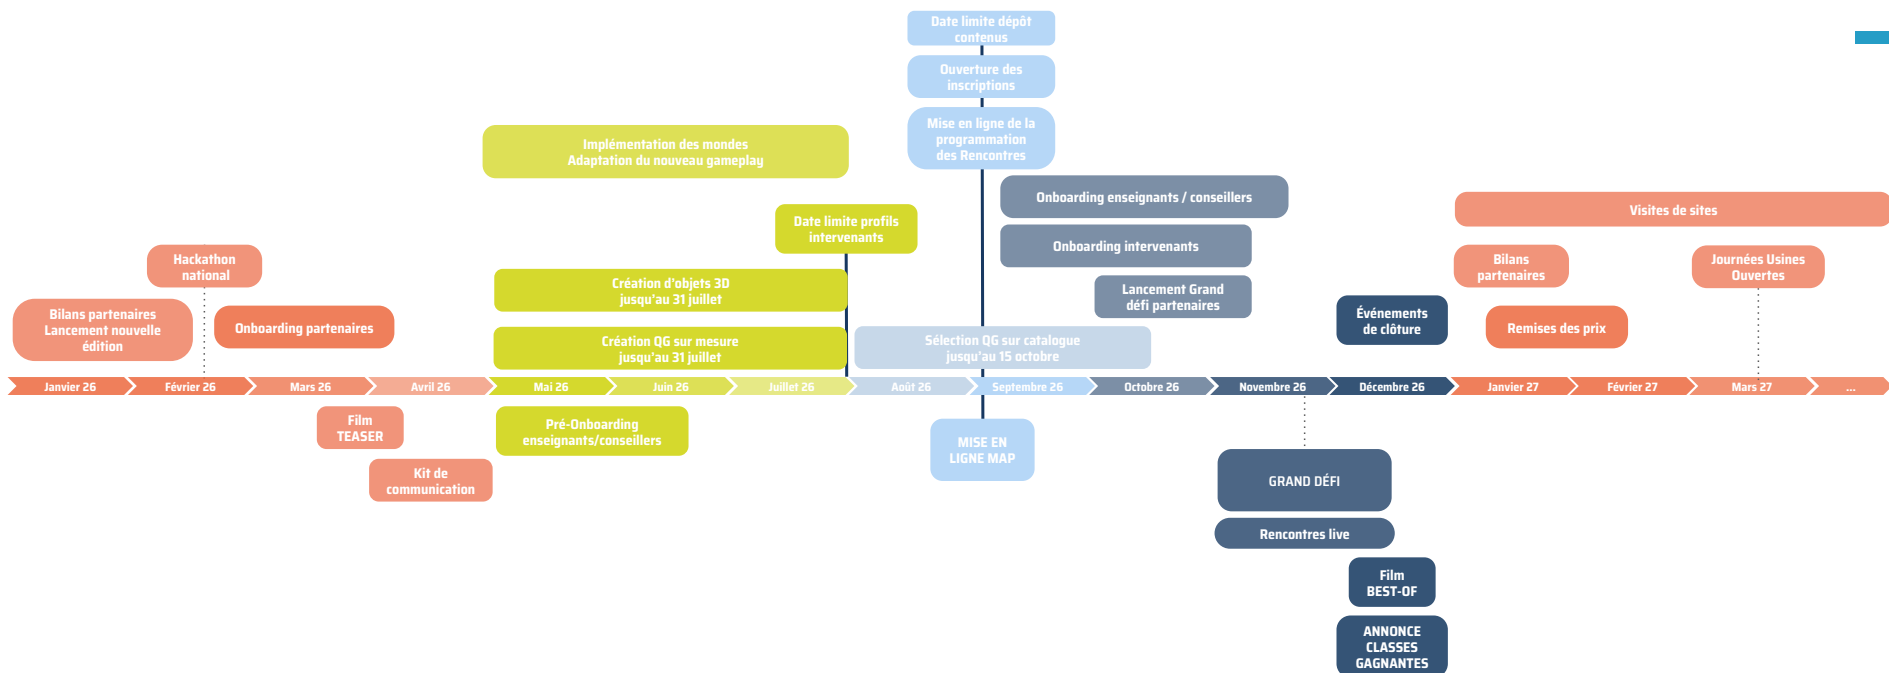 Date limite dépôt
contenus
Ouverture des
inscriptions
Mise en ligne de la
programmation
des Rencontres
Implémentation des mondes
Adaptation du nouveau gameplay
Onboarding enseignants / conseillers
Visites de sites
Date limite profils
intervenants
Onboarding intervenants
Hackathon
national
Bilans
partenaires
Journées Usines
Ouvertes
Création d'objets 3D
jusqu'au 31 juillet
Lancement Grand
défi partenaires
Bilans partenaires
Lancement nouvelle
édition
Onboarding partenaires
Événements
de clôture
Remises des prix
Création QG sur mesure
jusqu'au 31 juillet
Sélection QG sur catalogue
jusqu'au 15 octobre
Janvier 26
Février 26
Mars 26
Avril 26
Mai 26
Juin 26
Juillet 26
Août 26
Septembre 26
Octobre 26
Novembre 26
Décembre 26
Janvier 27
Février 27
Mars 27
...
Film
TEASER
Pré-Onboarding
enseignants/conseillers
MISE EN
LIGNE MAP
Kit de
communication
GRAND DÉFI
Rencontres live
Film
BEST-OF
ANNONCE
CLASSES
GAGNANTES